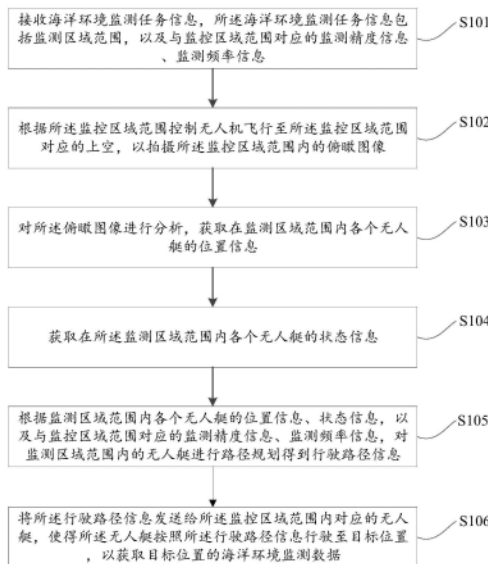 接收海洋环境监测任务信息，所述海洋环境监测任务信息包
括监测区域范围，以及与监控区域范围对应的监测精度信息
、监测频率信息
S101
根据所述监控区域范围控制无人机飞行至所述监控区域范围
对应的上空，以拍摄所述监控区域范围内的俯瞰图像
S102
对所述俯瞰图像进行分析，获取在监测区域范围内各个无人
艇的位置信息
S103
获取在所述监测区域范围内各个无人艇的状态信息
S104
根据监测区域范围内各个无人艇的位置信息、状态信息，以
及与监控区域范围对应的监测精度信息、监测频率信息，对
监测区域范围内的无人艇进行路径规划得到行驶路径信息
S105
将所述行驶路径信息发送给所述监控区域范围内对应的无人
艇，使得所述无人艇按照所述行驶路径信息行驶至目标位置
，以获取目标位置的海洋环境监测数据
S106